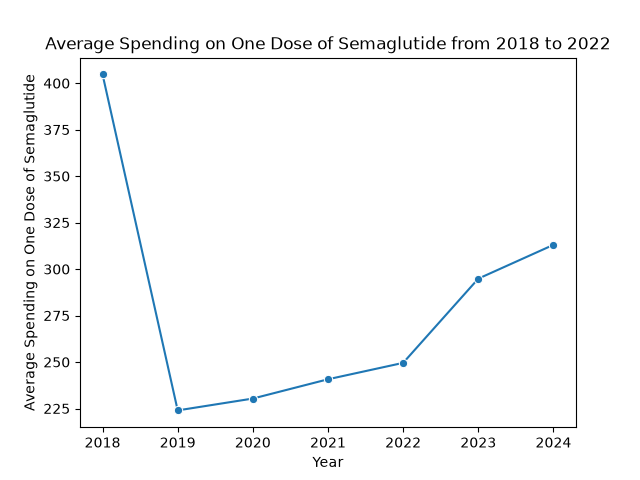 Average Spending on One Dose of Semaglutide from 2018 to 2022
Average Spending on One Dose of Semaglutide
400
375
350
325
300
275
250
225
2018 2019 2020 2021 2022 2023 2024
Year